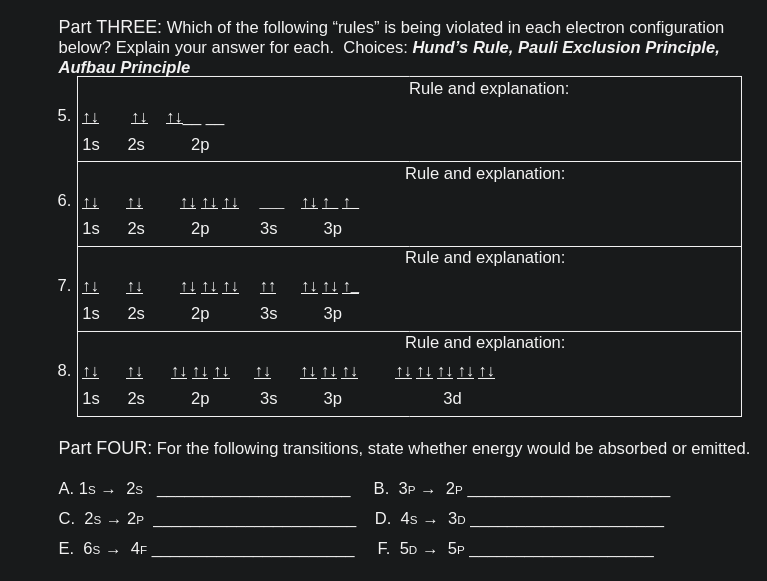 Part THREE: Which of the following “rules” is being violated in each electron configuration
below? Explain your answer for each.  Choices: Hund’s Rule, Pauli Exclusion Principle,
Aufbau Principle
Rule and explanation:
5. ↑↓ ↑↓ ↑↓__ __
1s 2s 2p
Rule and explanation:
6. ↑↓ ↑↓ ↑↓ ↑↓ ↑↓ ___ ↑↓ ↑_ ↑_
1s 2s 2p 3s 3p
Rule and explanation:
7. ↑↓ ↑↓ ↑↓ ↑↓ ↑↓ ↑↑ ↑↓ ↑↓ ↑_
1s 2s 2p 3s 3p
Rule and explanation:
8. ↑↓ ↑↓ ↑↓ ↑↓ ↑↓ ↑↓ ↑↓ ↑↓ ↑↓ ↑↓ ↑↓ ↑↓ ↑↓ ↑↓
1s 2s 2p 3s 3p 3d
Part FOUR: For the following transitions, state whether energy would be absorbed or emitted.
A. 1s → 2s ____________________ B. 3p → 2p ____________________
C. 2s → 2p ____________________ D. 4s → 3d ____________________
E. 6s → 4f ____________________ F. 5d → 5p ____________________